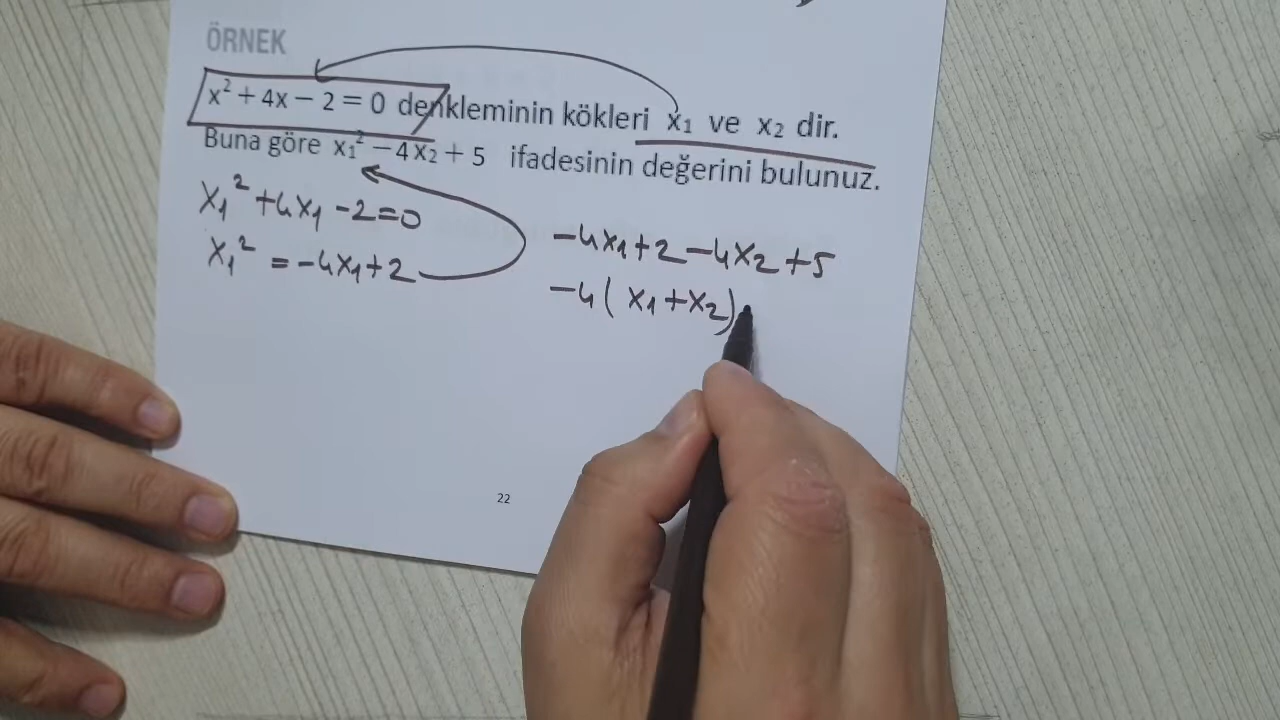 ÖRNEK
x² + 4x − 2 = 0 denkleminin kökleri x₁ ve x₂ dir.
Buna göre x₁² − 4x₂ + 5 ifadesinin değerini bulunuz.
x₁² + 4x₁ − 2 = 0
x₁² = −4x₁ + 2
−4x₁ + 2 − 4x₂ + 5
−4(x₁ + x₂)
22